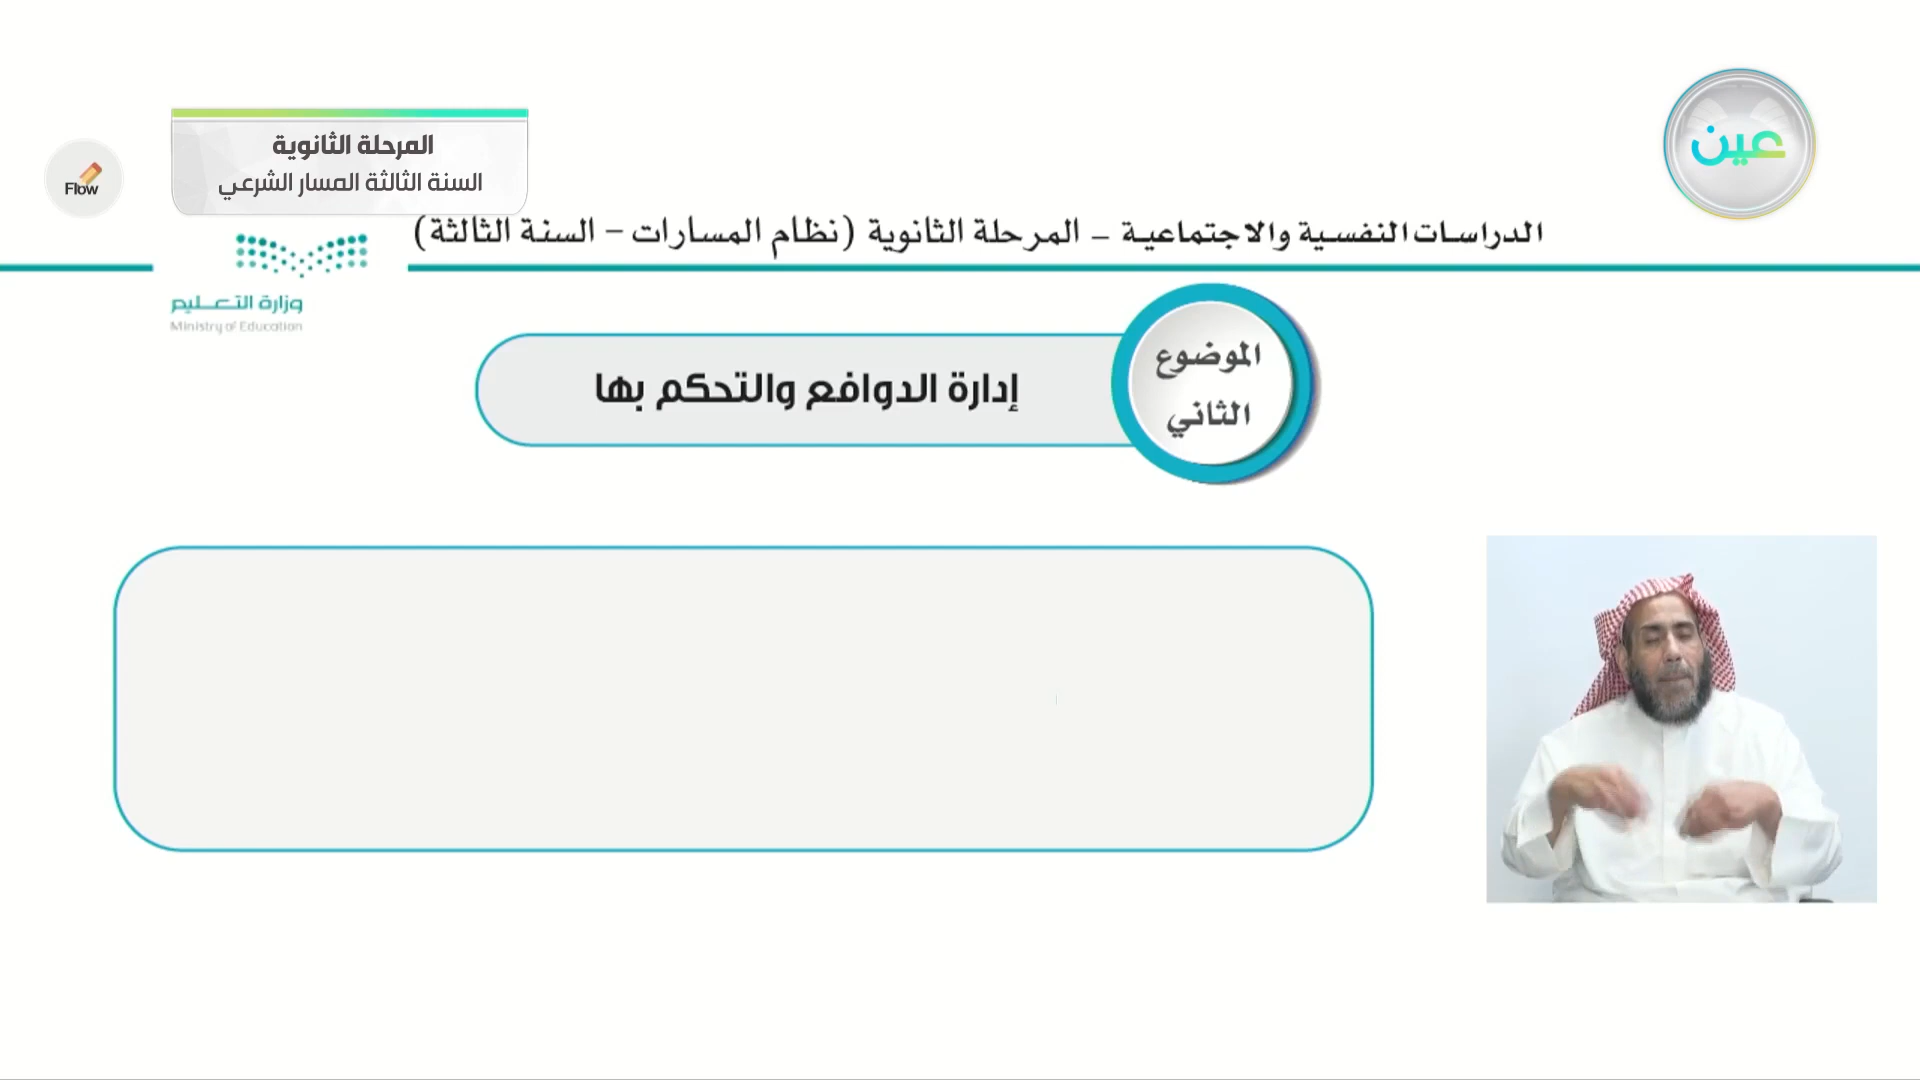 عين
المرحلة الثانوية
السنة الثالثة المسار الشرعي
Flow
الدراسات النفسية والاجتماعية – المرحلة الثانوية (نظام المسارات – السنة الثالثة)
وزارة التعليم
Ministry of Education
الموضوع
الثاني
إدارة الدوافع والتحكم بها